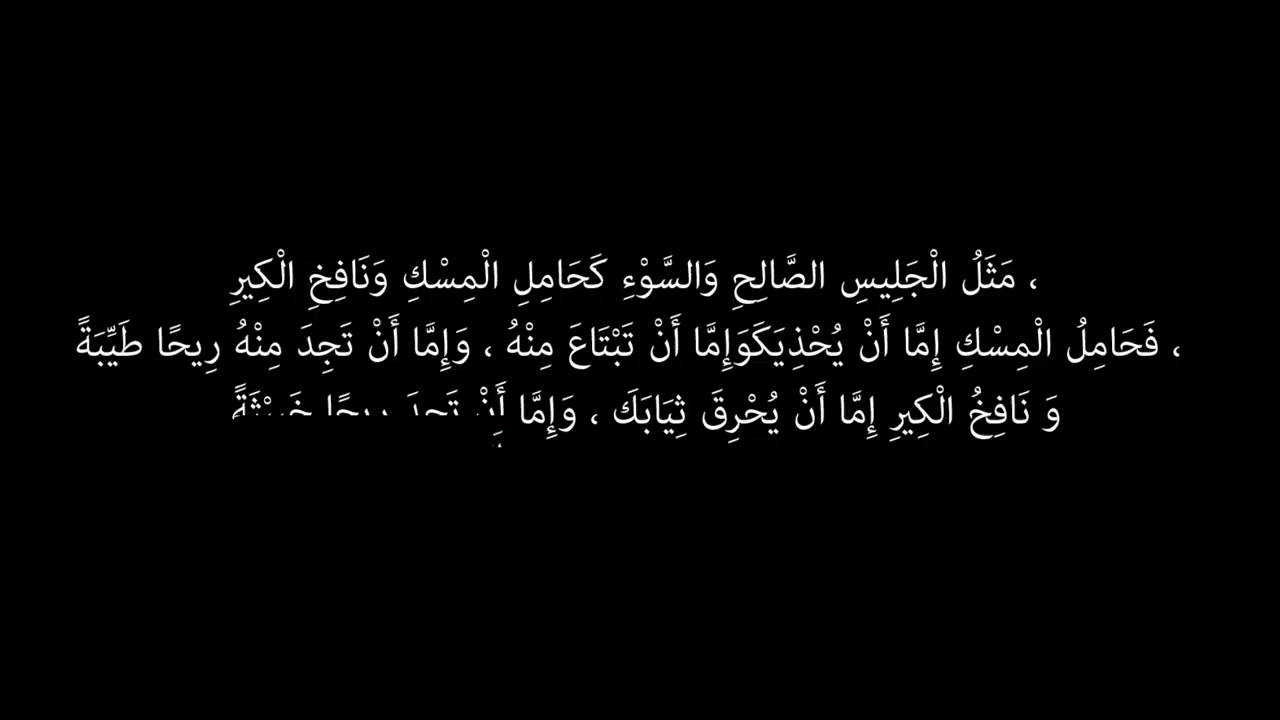 ، مَثَلُ الْجَلِيسِ الصَّالِحِ وَالسَّوْءِ كَحَامِلِ الْمِسْكِ وَنَافِخِ الْكِيرِ
، فَحَامِلُ الْمِسْكِ إِمَّا أَنْ يُحْذِيَكَوَإِمَّا أَنْ تَبْتَاعَ مِنْهُ ، وَإِمَّا أَنْ تَجِدَ مِنْهُ رِيحًا طَيِّبَةً
وَ نَافِخُ الْكِيرِ إِمَّا أَنْ يُحْرِقَ ثِيَابَكَ ، وَإِمَّا أَنْ